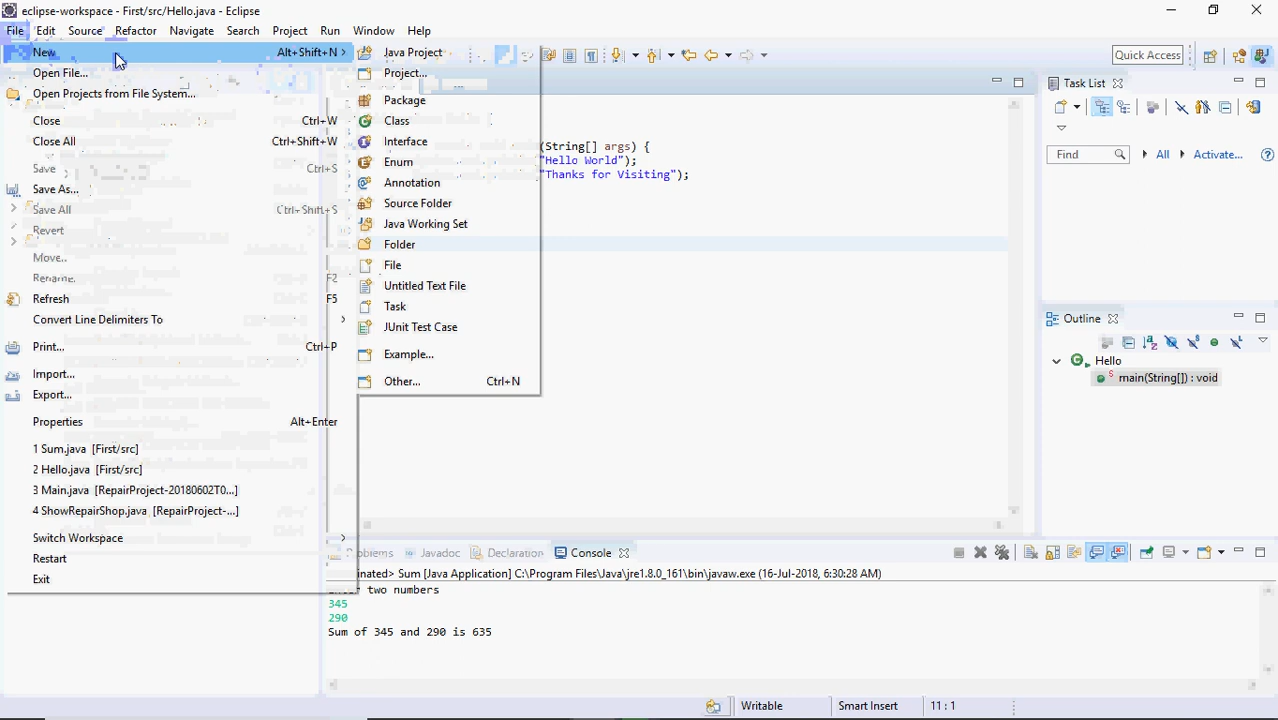 eclipse-workspace - First/src/Hello.java - Eclipse
File Edit Source Refactor Navigate Search Project Run Window Help
New Alt+Shift+N
Open File...
Open Projects from File System...
Close Ctrl+W
Close All Ctrl+Shift+W
Save Ctrl+S
Save As...
Save All Ctrl+Shift+S
Revert
Move...
Rename... F2
Refresh F5
Convert Line Delimiters To
Print... Ctrl+P
Import...
Export...
Properties Alt+Enter
1 Sum.java [First/src]
2 Hello.java [First/src]
3 Main.java [RepairProject-20180602T0...]
4 ShowRepairShop.java [RepairProject-...]
Switch Workspace
Restart
Exit
Java Project
Project...
Package
Class
Interface
Enum
Annotation
Source Folder
Java Working Set
Folder
File
Untitled Text File
Task
JUnit Test Case
Example...
Other... Ctrl+N
(String[] args) {
"Hello World");
"Thanks for Visiting");
Quick Access
Task List
Find All Activate...
Outline
Hello
main(String[]) : void
Javadoc Declaration Console
Sum [Java Application] C:\Program Files\Java\jre1.8.0_161\bin\javaw.exe (16-Jul-2018, 6:30:28 AM)
two numbers
345
290
Sum of 345 and 290 is 635
Writable Smart Insert 11 : 1